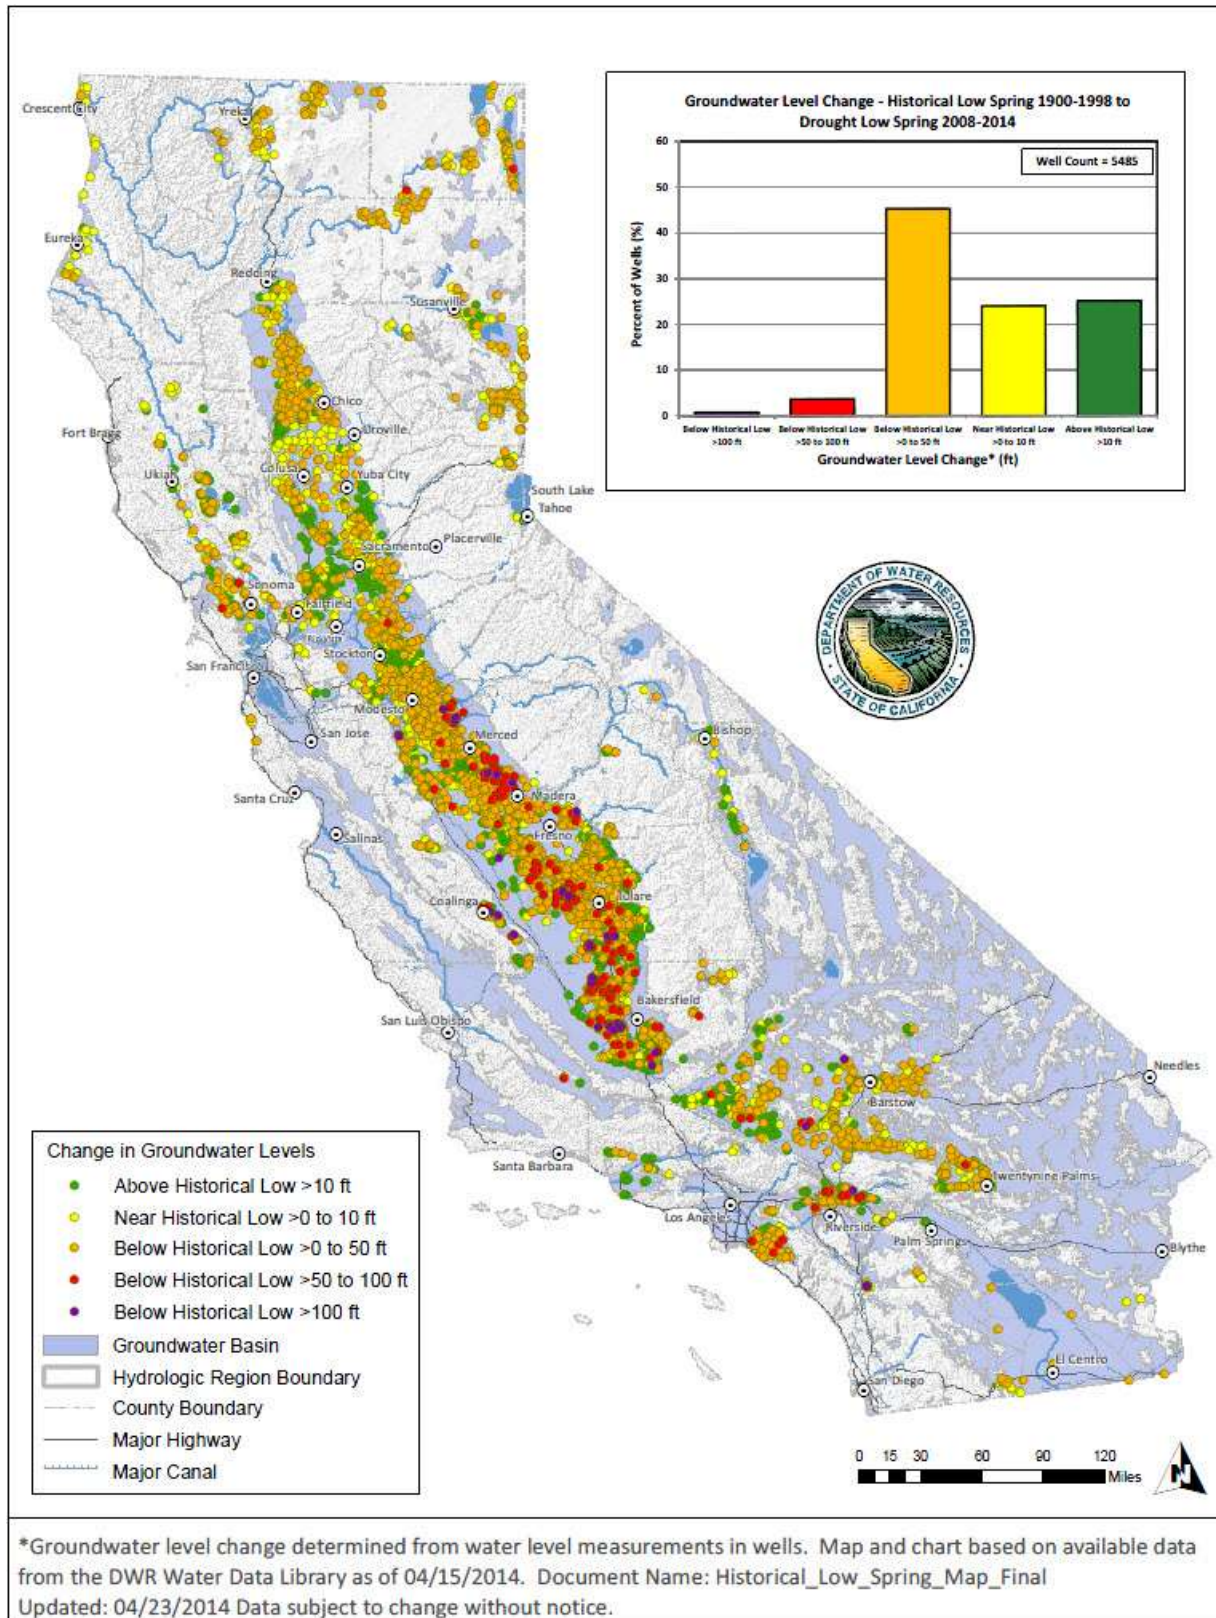 Groundwater Level Change - Historical Low Spring 1900-1998 to
Drought Low Spring 2008-2014
Well Count = 5485
Percent of Wells (%)
60
50
40
30
20
10
0
Below Historical Low
>100 ft
Below Historical Low
>50 to 100 ft
Below Historical Low
>0 to 50 ft
Near Historical Low
>0 to 10 ft
Above Historical Low
>10 ft
Groundwater Level Change* (ft)
Crescent City
Yreka
Eureka
Redding
Susanville
Chico
Fort Bragg
Oroville
Colusa
Ukiah
Yuba City
South Lake
Tahoe
Sacramento
Placerville
Sonoma
Fairfield
Stockton
San Francisco
Modesto
San Jose
Merced
Bishop
Santa Cruz
Madera
Salinas
Fresno
Coalinga
Tulare
Bakersfield
San Luis Obispo
Needles
Barstow
Santa Barbara
Twentynine Palms
Los Angeles
Riverside
Palm Springs
Blythe
El Centro
San Diego
DEPARTMENT OF WATER RESOURCES
STATE OF CALIFORNIA
Change in Groundwater Levels
Above Historical Low >10 ft
Near Historical Low >0 to 10 ft
Below Historical Low >0 to 50 ft
Below Historical Low >50 to 100 ft
Below Historical Low >100 ft
Groundwater Basin
Hydrologic Region Boundary
County Boundary
Major Highway
Major Canal
0 15 30 60 90 120
Miles
N
*Groundwater level change determined from water level measurements in wells. Map and chart based on available data
from the DWR Water Data Library as of 04/15/2014. Document Name: Historical_Low_Spring_Map_Final
Updated: 04/23/2014 Data subject to change without notice.